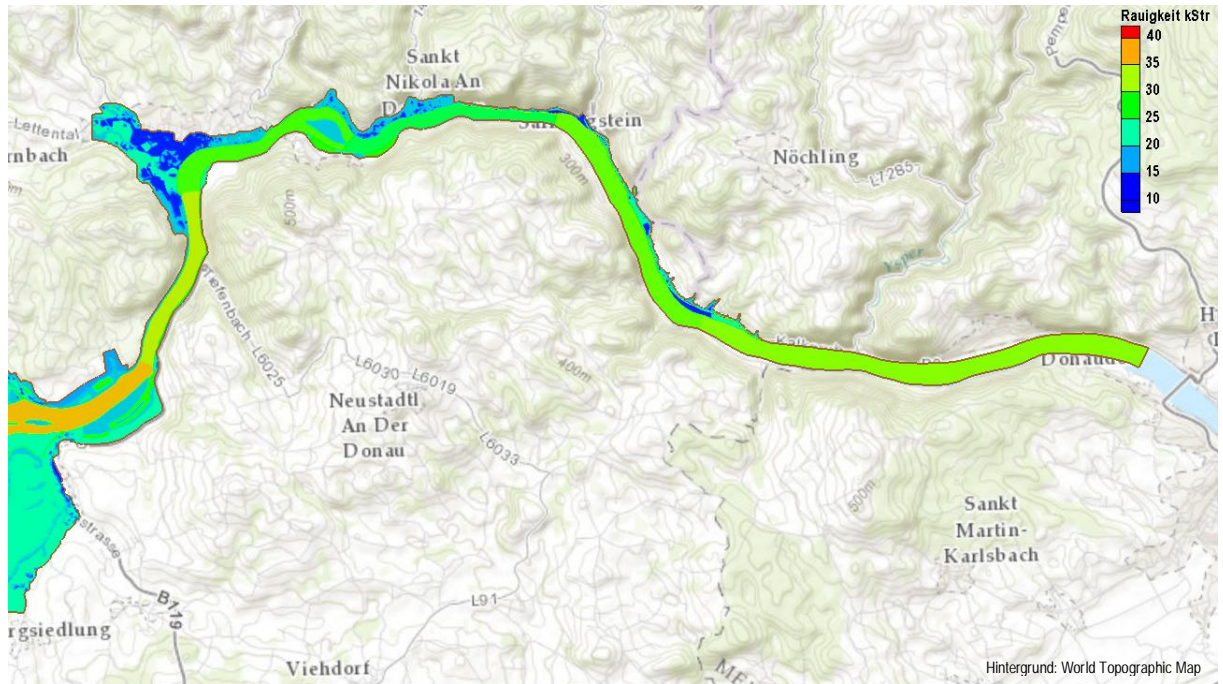 Rauigkeit kStr
40
35
30
25
20
15
10
Sankt
Nikola An
Lettental
rnbach
300m
Nöchling
L7285
500m
Ysper
Tiefenbach-L6025
L6030
L6019
400m
Neustadtl
An Der
Donau
L6033
500m
Sankt
Martin-
Karlsbach
strasse
B119
L91
rgsiedlung
Viehdorf
Hintergrund: World Topographic Map